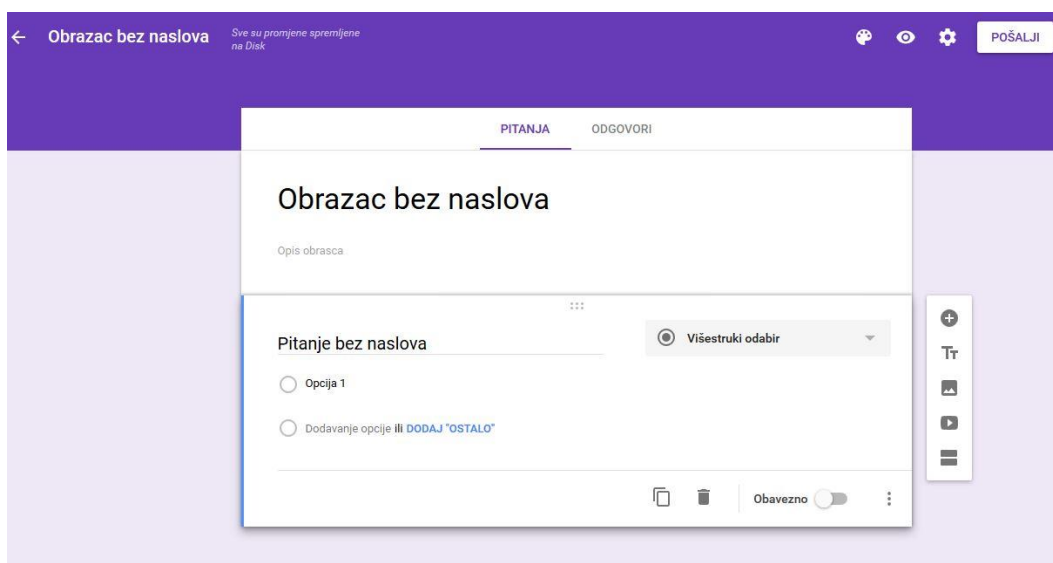 Obrazac bez naslova
Sve su promjene spremljene
na Disk
POŠALJI
PITANJA ODGOVORI
Obrazac bez naslova
Opis obrasca
Pitanje bez naslova
Višestruki odabir
Opcija 1
Dodavanje opcije ili DODAJ "OSTALO"
Obavezno